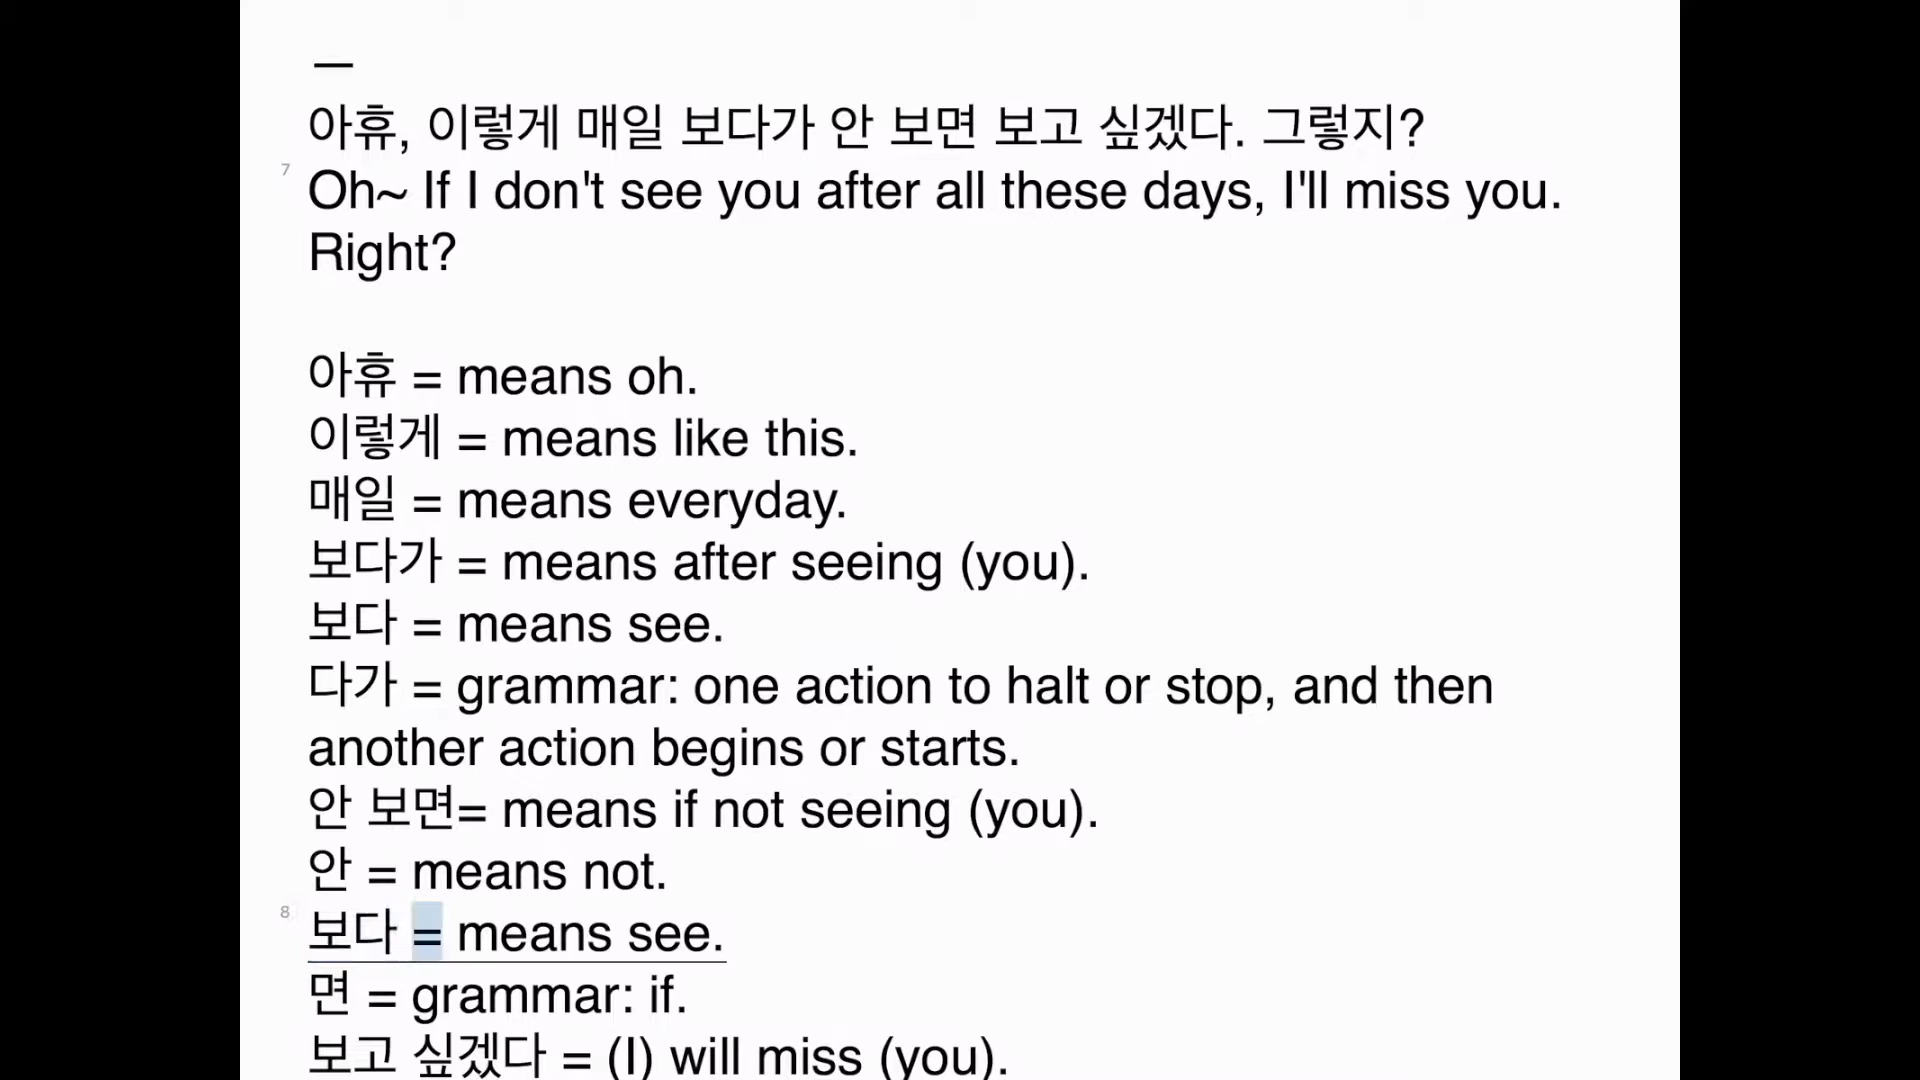 —
아휴, 이렇게 매일 보다가 안 보면 보고 싶겠다. 그렇지?
7
Oh~ If I don't see you after all these days, I'll miss you.
Right?
아휴 = means oh.
이렇게 = means like this.
매일 = means everyday.
보다가 = means after seeing (you).
보다 = means see.
다가 = grammar: one action to halt or stop, and then
another action begins or starts.
안 보면= means if not seeing (you).
안 = means not.
8
보다 = means see.
면 = grammar: if.
보고 싶겠다 = (I) will miss (you).